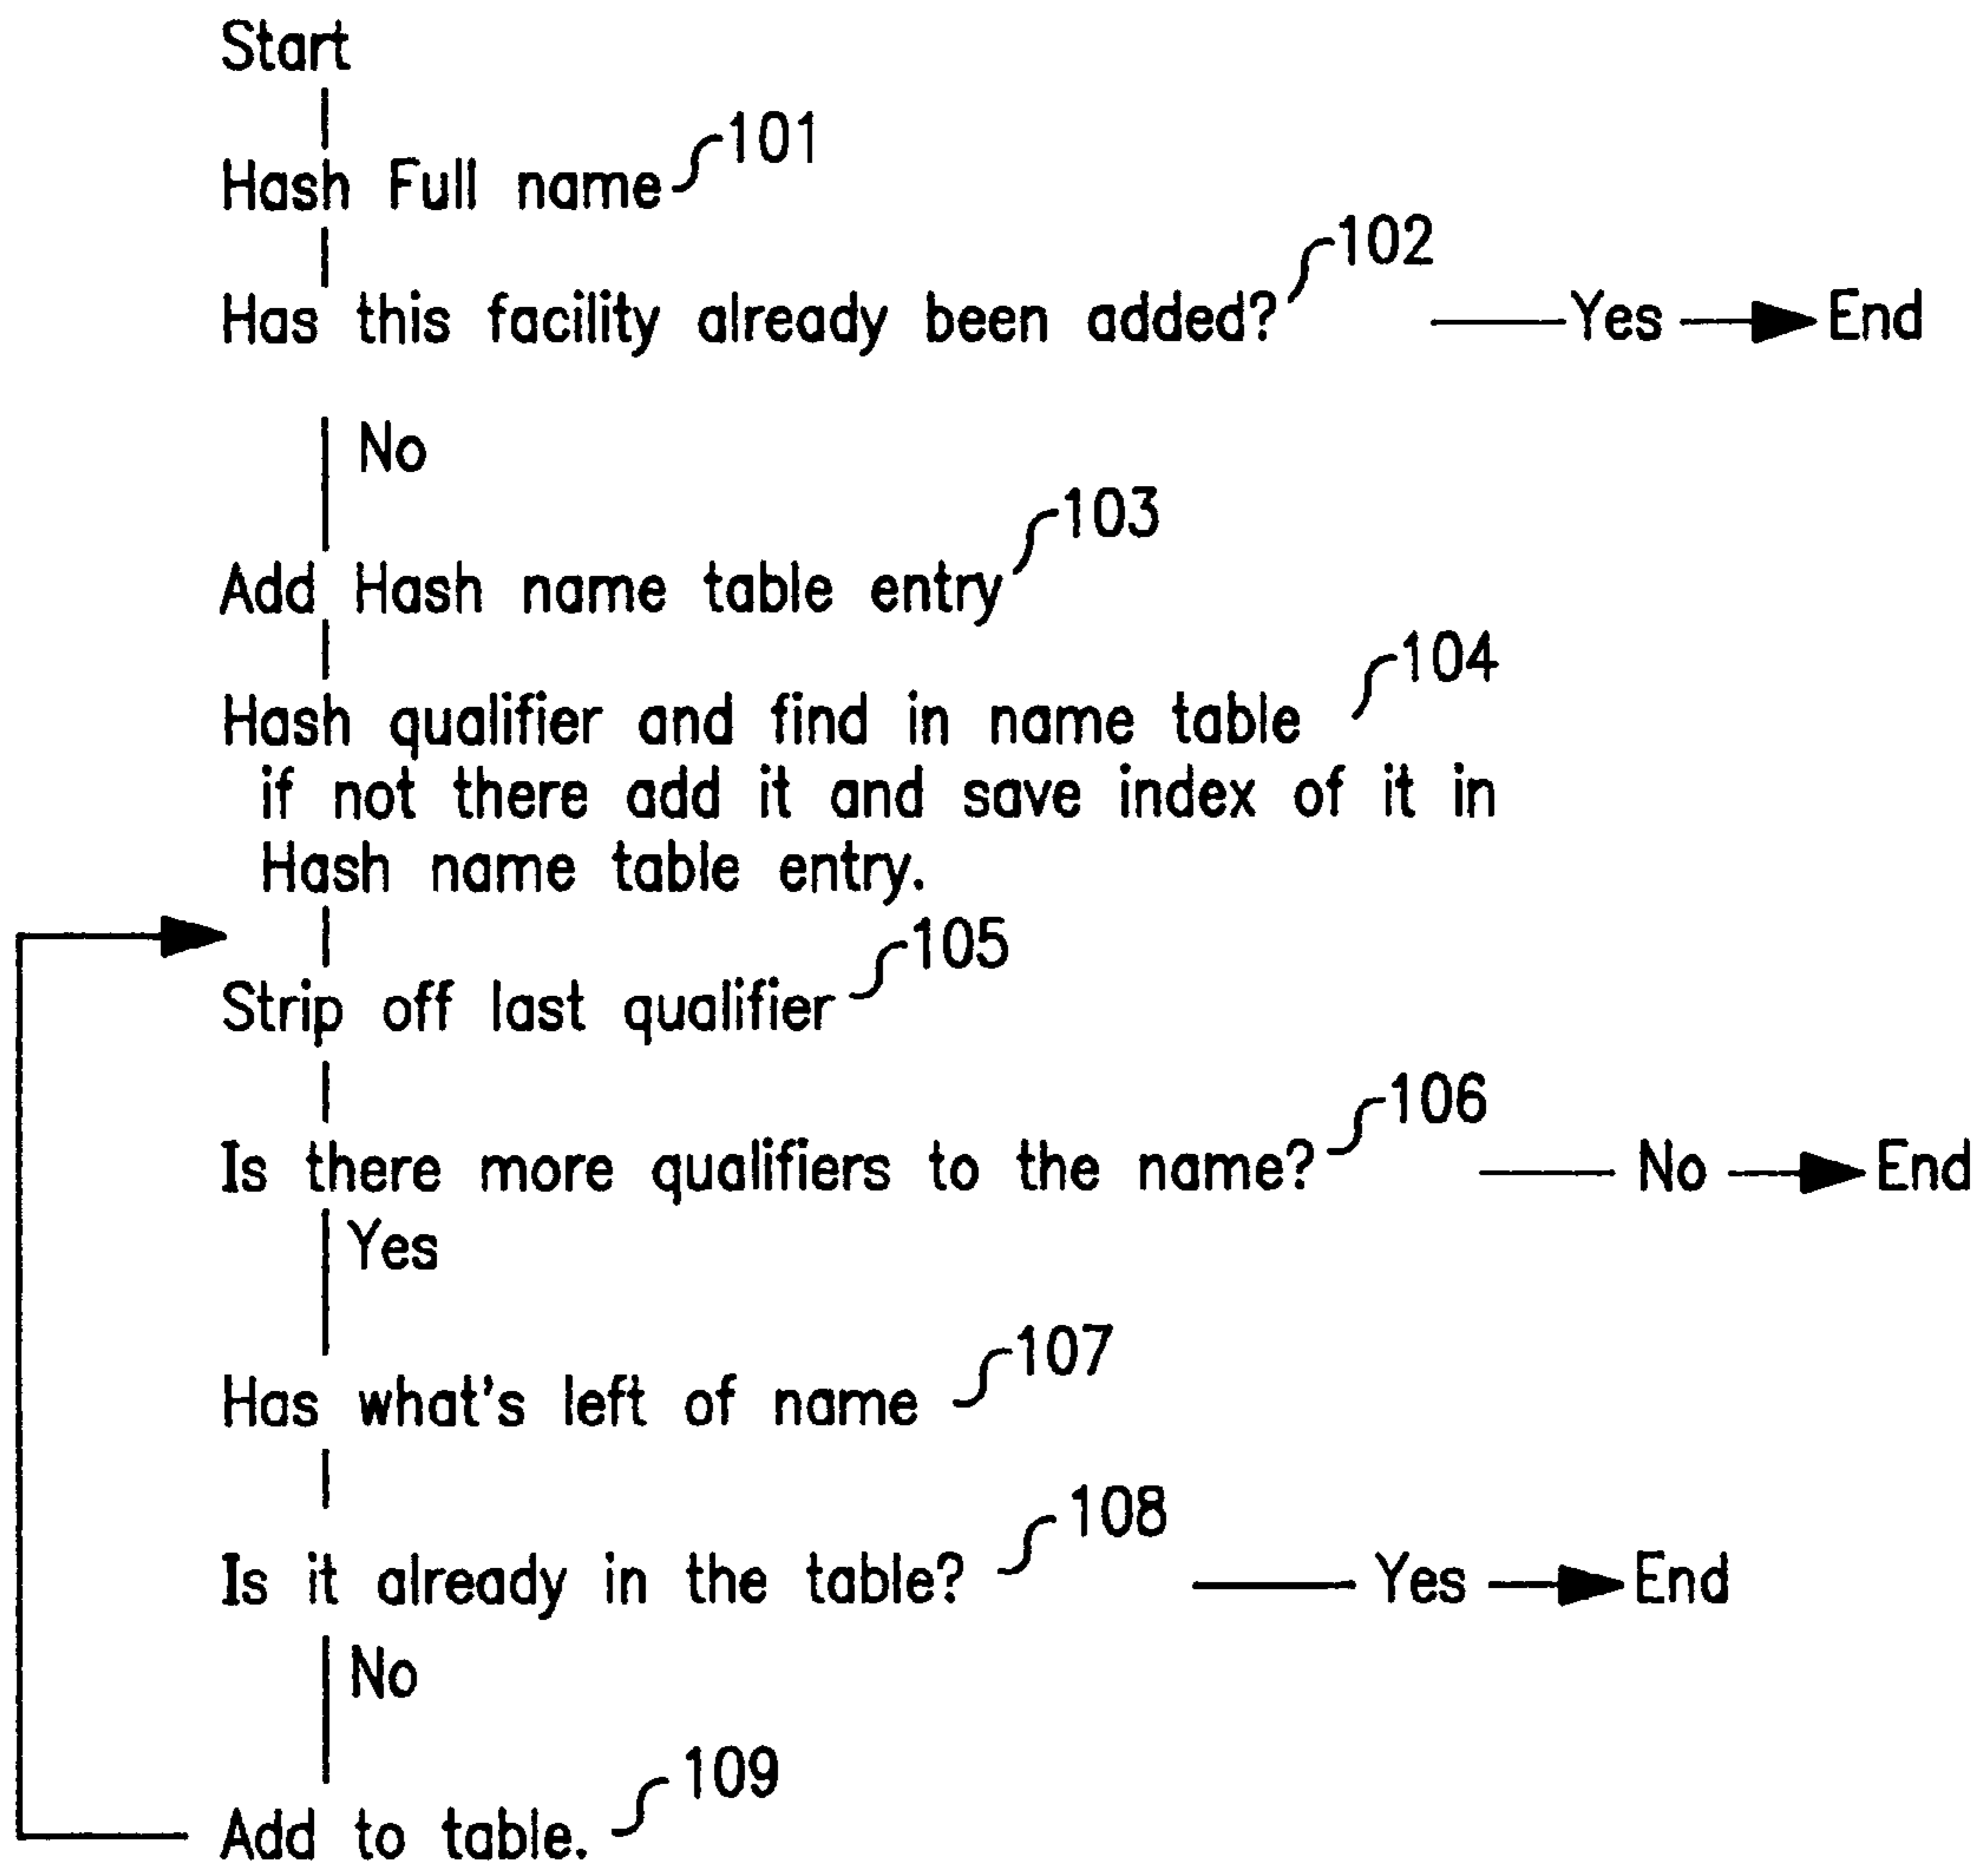 Start
Hash Full name 101
Has this facility already been added? 102
Yes End
No
Add Hash name table entry 103
Hash qualifier and find in name table 104
if not there add it and save index of it in
Hash name table entry.
Strip off last qualifier 105
Is there more qualifiers to the name? 106
No End
Yes
Has what's left of name 107
Is it already in the table? 108
Yes End
No
Add to table. 109